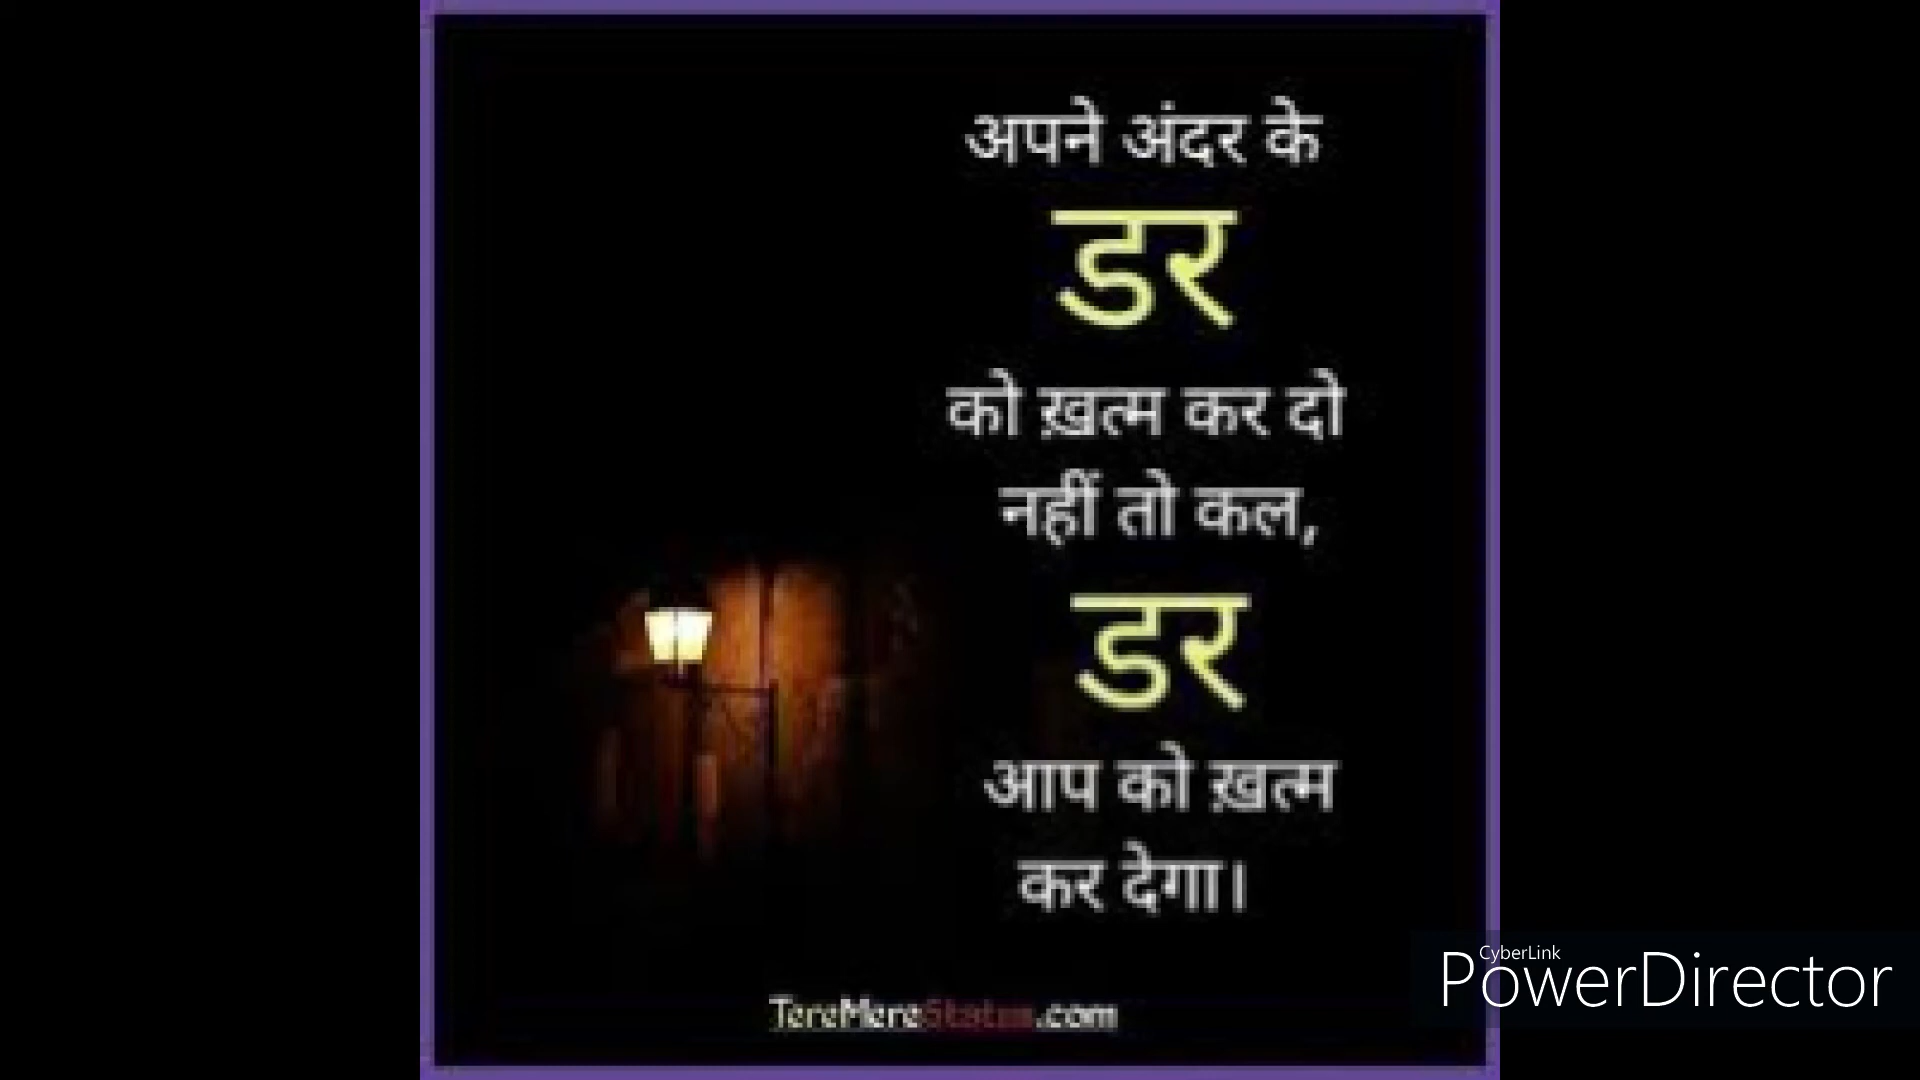 अपने अंदर के
डर
को ख़त्म कर दो
नहीं तो कल,
डर
आप को ख़त्म
कर देगा।
CyberLink
PowerDirector
TereMereStatus.com